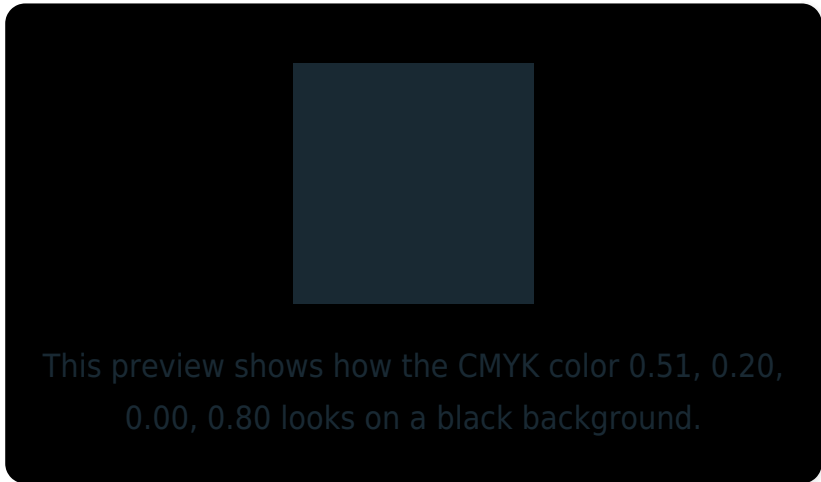 This preview shows how the CMYK color 0.51, 0.20,
0.00, 0.80 looks on a black background.